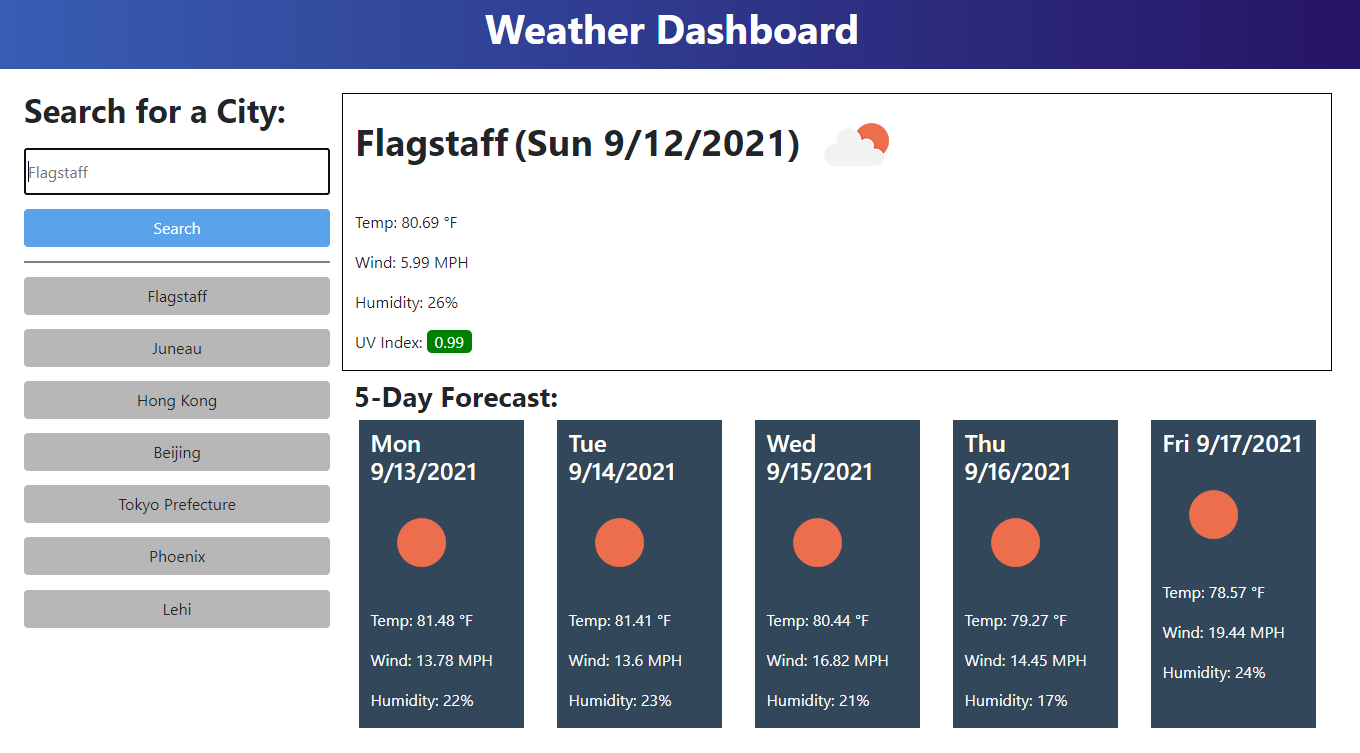 Weather Dashboard
Search for a City:
Flagstaff
Search
Flagstaff
Juneau
Hong Kong
Beijing
Tokyo Prefecture
Phoenix
Lehi
Flagstaff (Sun 9/12/2021)
Temp: 80.69 °F
Wind: 5.99 MPH
Humidity: 26%
UV Index: 0.99
5-Day Forecast:
Mon
9/13/2021
Temp: 81.48 °F
Wind: 13.78 MPH
Humidity: 22%
Tue
9/14/2021
Temp: 81.41 °F
Wind: 13.6 MPH
Humidity: 23%
Wed
9/15/2021
Temp: 80.44 °F
Wind: 16.82 MPH
Humidity: 21%
Thu
9/16/2021
Temp: 79.27 °F
Wind: 14.45 MPH
Humidity: 17%
Fri 9/17/2021
Temp: 78.57 °F
Wind: 19.44 MPH
Humidity: 24%